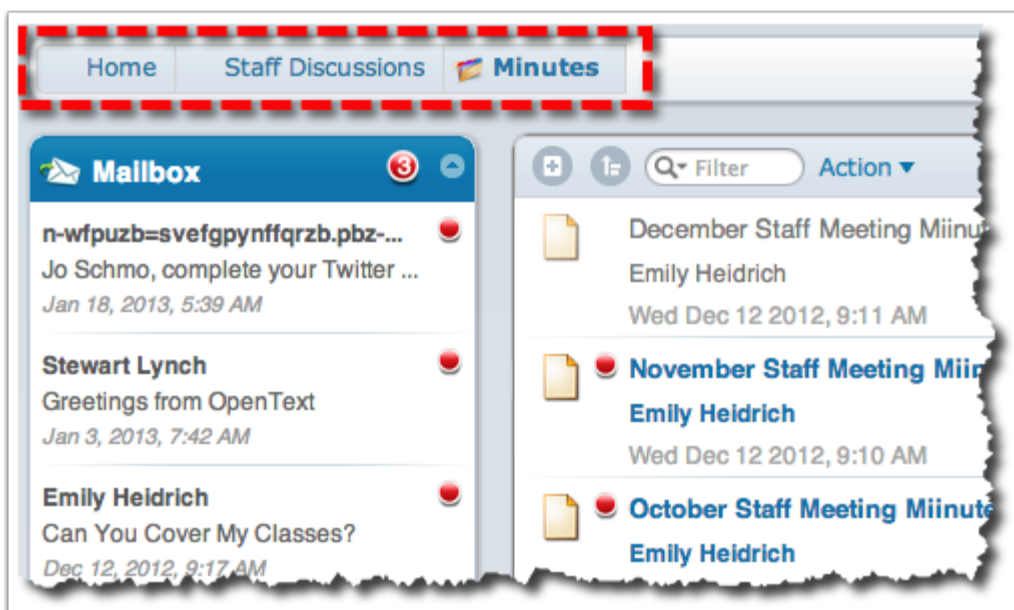 Home Staff Discussions Minutes
Mailbox 3
n-wfpuzb=svefgpynffqrzb.pbz-...
Jo Schmo, complete your Twitter ...
Jan 18, 2013, 5:39 AM
Stewart Lynch
Greetings from OpenText
Jan 3, 2013, 7:42 AM
Emily Heidrich
Can You Cover My Classes?
Dec 12, 2012, 9:17 AM
Filter Action
December Staff Meeting
Emily Heidrich
Wed Dec 12 2012, 9:11 AM
November Staff Meeting
Emily Heidrich
Wed Dec 12 2012, 9:10 AM
October Staff Meeting Miinute
Emily Heidrich